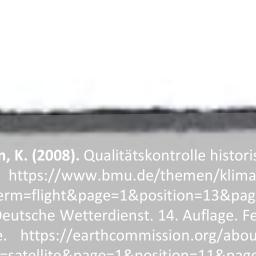 n, K. (2008). Qualitätskontrolle histori
https://www.bmu.de/themen/klima
erm=flight&page=1&position=13&pag
Deutsche Wetterdienst. 14. Auflage. Fe
e. https://earthcommission.org/abou
=satellite&page=1&position=11&page